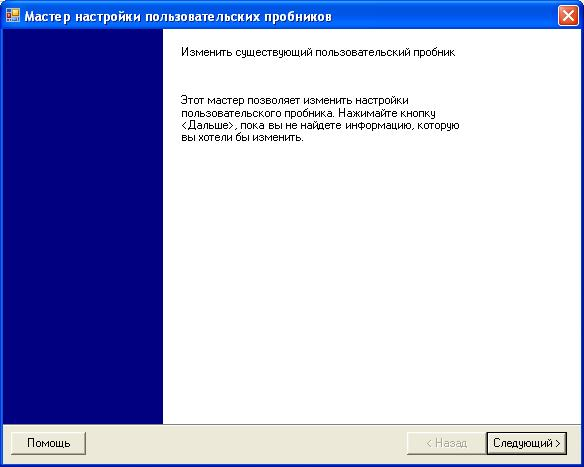 Мастер настройки пользовательских пробников
Изменить существующий пользовательский пробник
Этот мастер позволяет изменить настройки
пользовательского пробника. Нажимайте кнопку
<Дальше>, пока вы не найдете информацию, которую
вы хотели бы изменить.
Помощь
< Назад
Следующий >